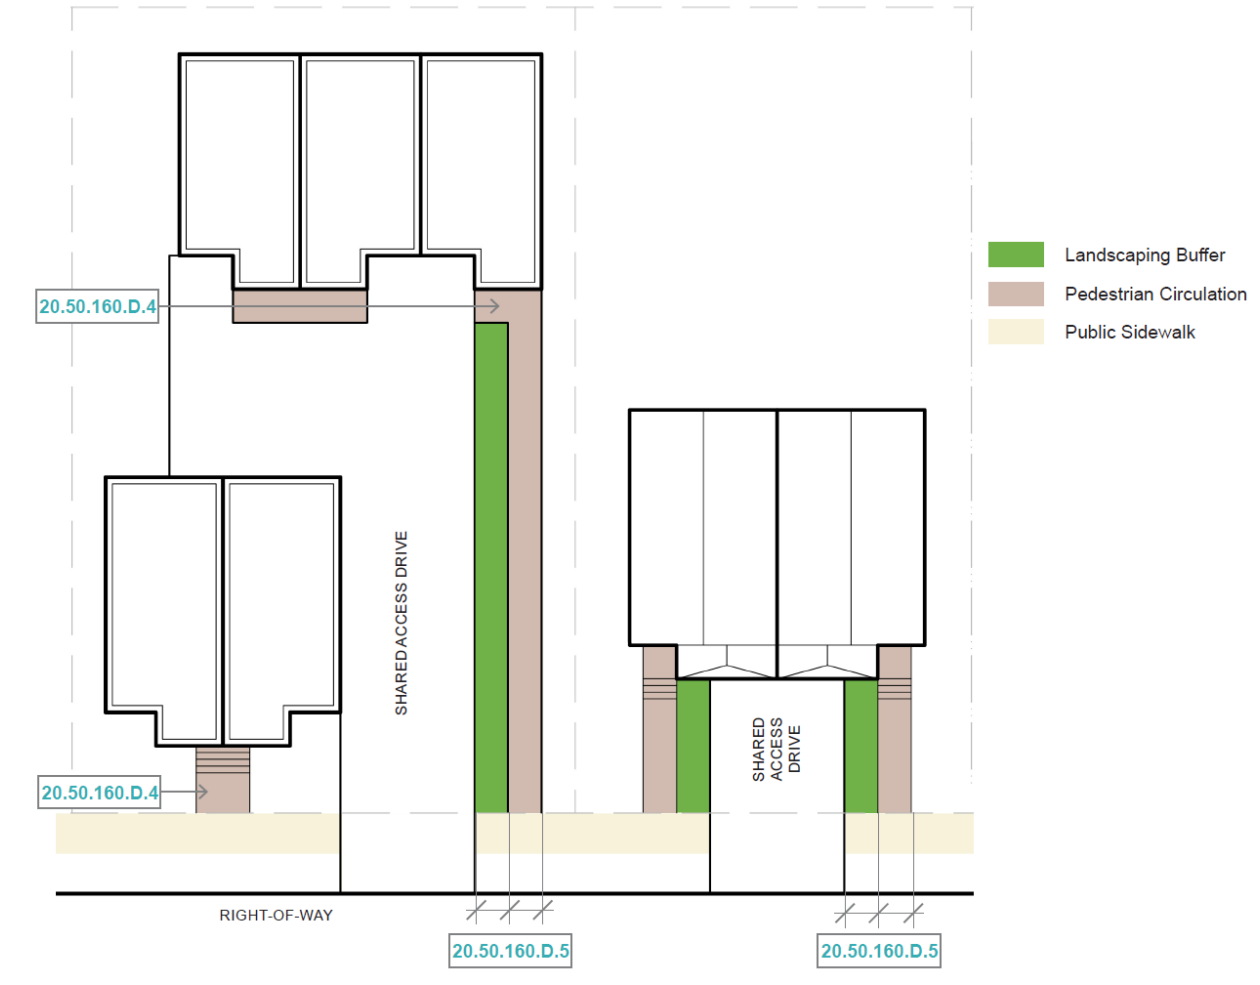 Landscaping Buffer
20.50.160.D.4
Pedestrian Circulation
Public Sidewalk
SHARED ACCESS DRIVE
SHARED
ACCESS
DRIVE
20.50.160.D.4
RIGHT-OF-WAY
20.50.160.D.5
20.50.160.D.5